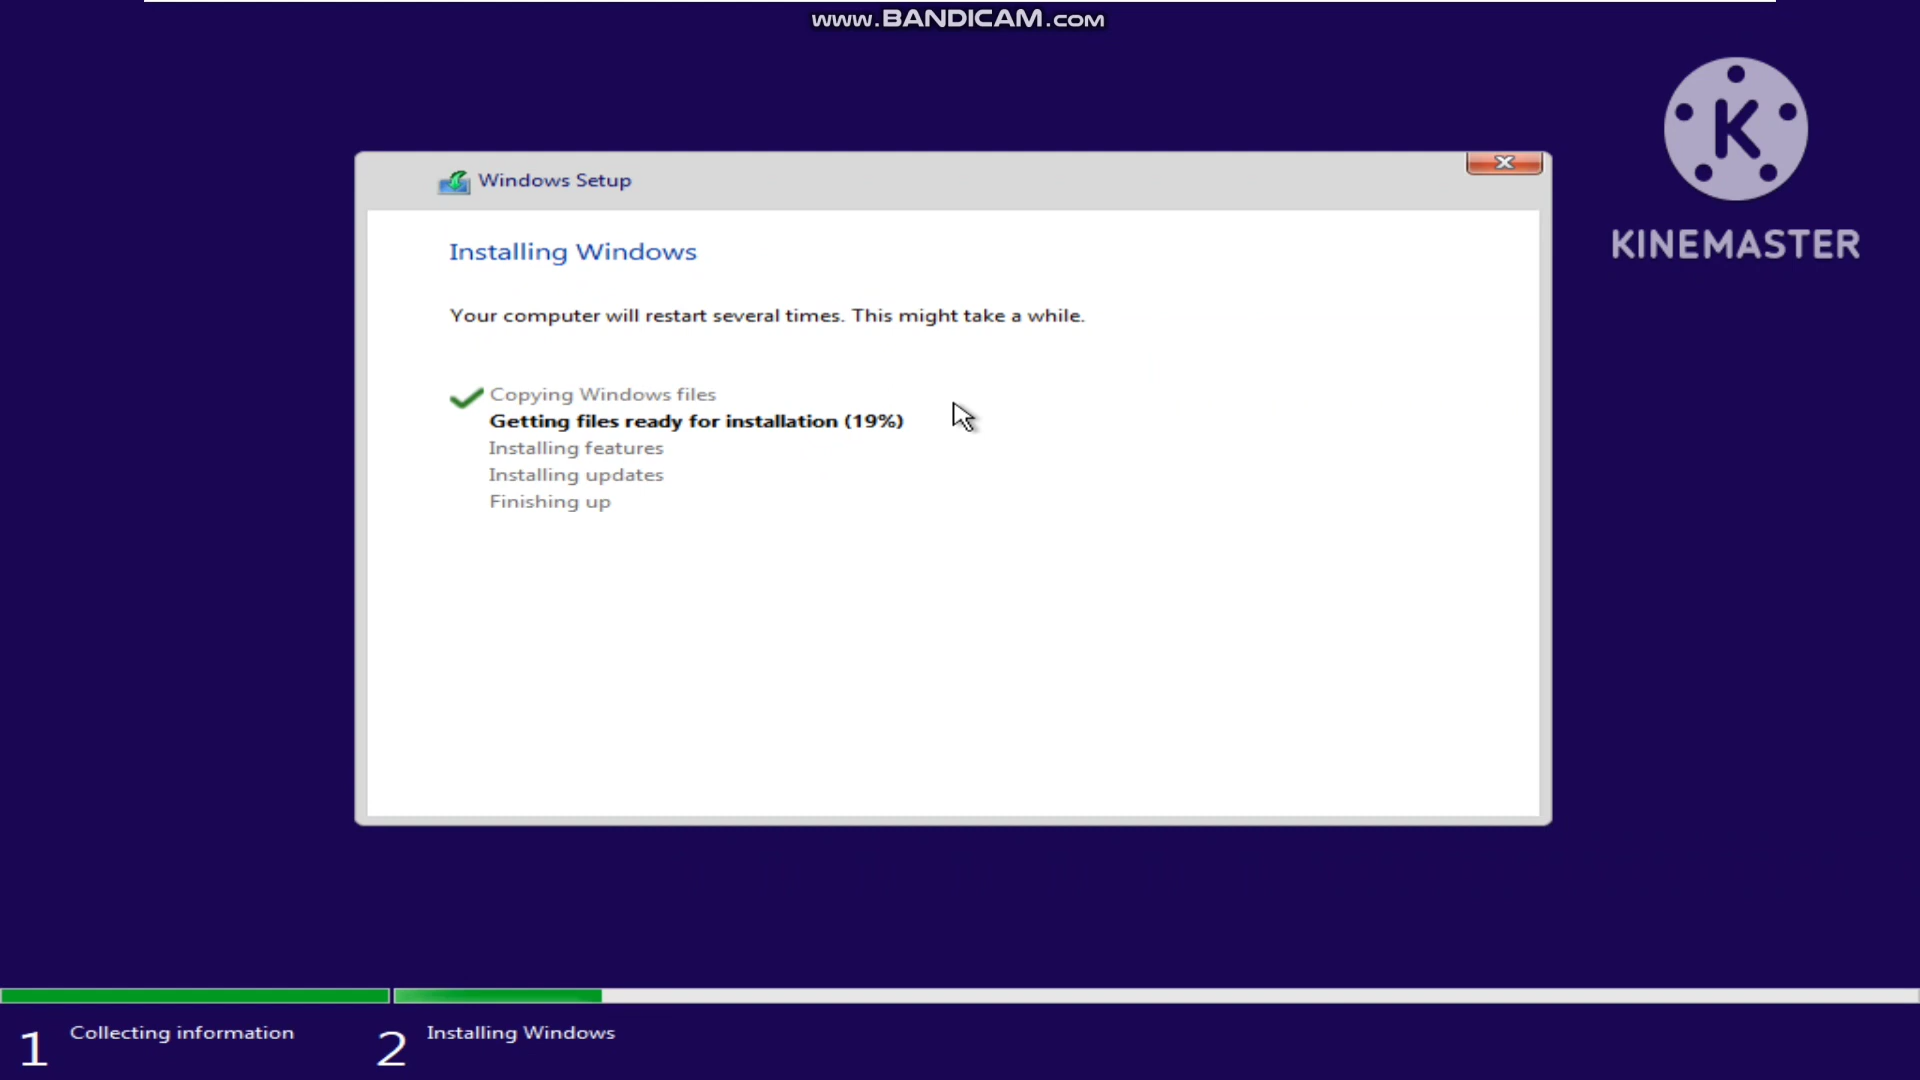 www.BANDICAM.com
K
KINEMASTER
Windows Setup
Installing Windows
Your computer will restart several times. This might take a while.
Copying Windows files
Getting files ready for installation (19%)
Installing features
Installing updates
Finishing up
1 Collecting information
2 Installing Windows